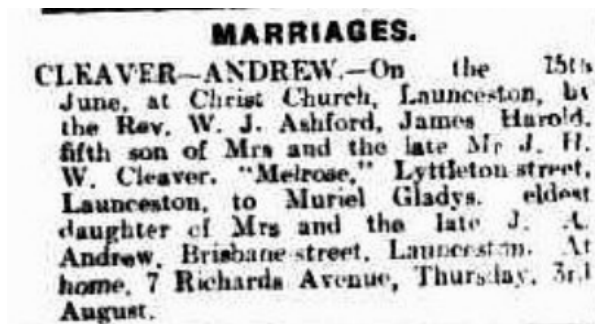 MARRIAGES.
CLEAVER—ANDREW.—On the 15th
June, at Christ Church, Launceston, by
the Rev. W. J. Ashford, James Harold,
fifth son of Mrs and the late Mr J. H.
W. Cleaver, "Melrose," Lyttleton street,
Launceston, to Muriel Gladys, eldest
daughter of Mrs and the late J. A.
Andrew, Brisbane street, Launceston. At
home, 7 Richards Avenue, Thursday, 3rd
August.